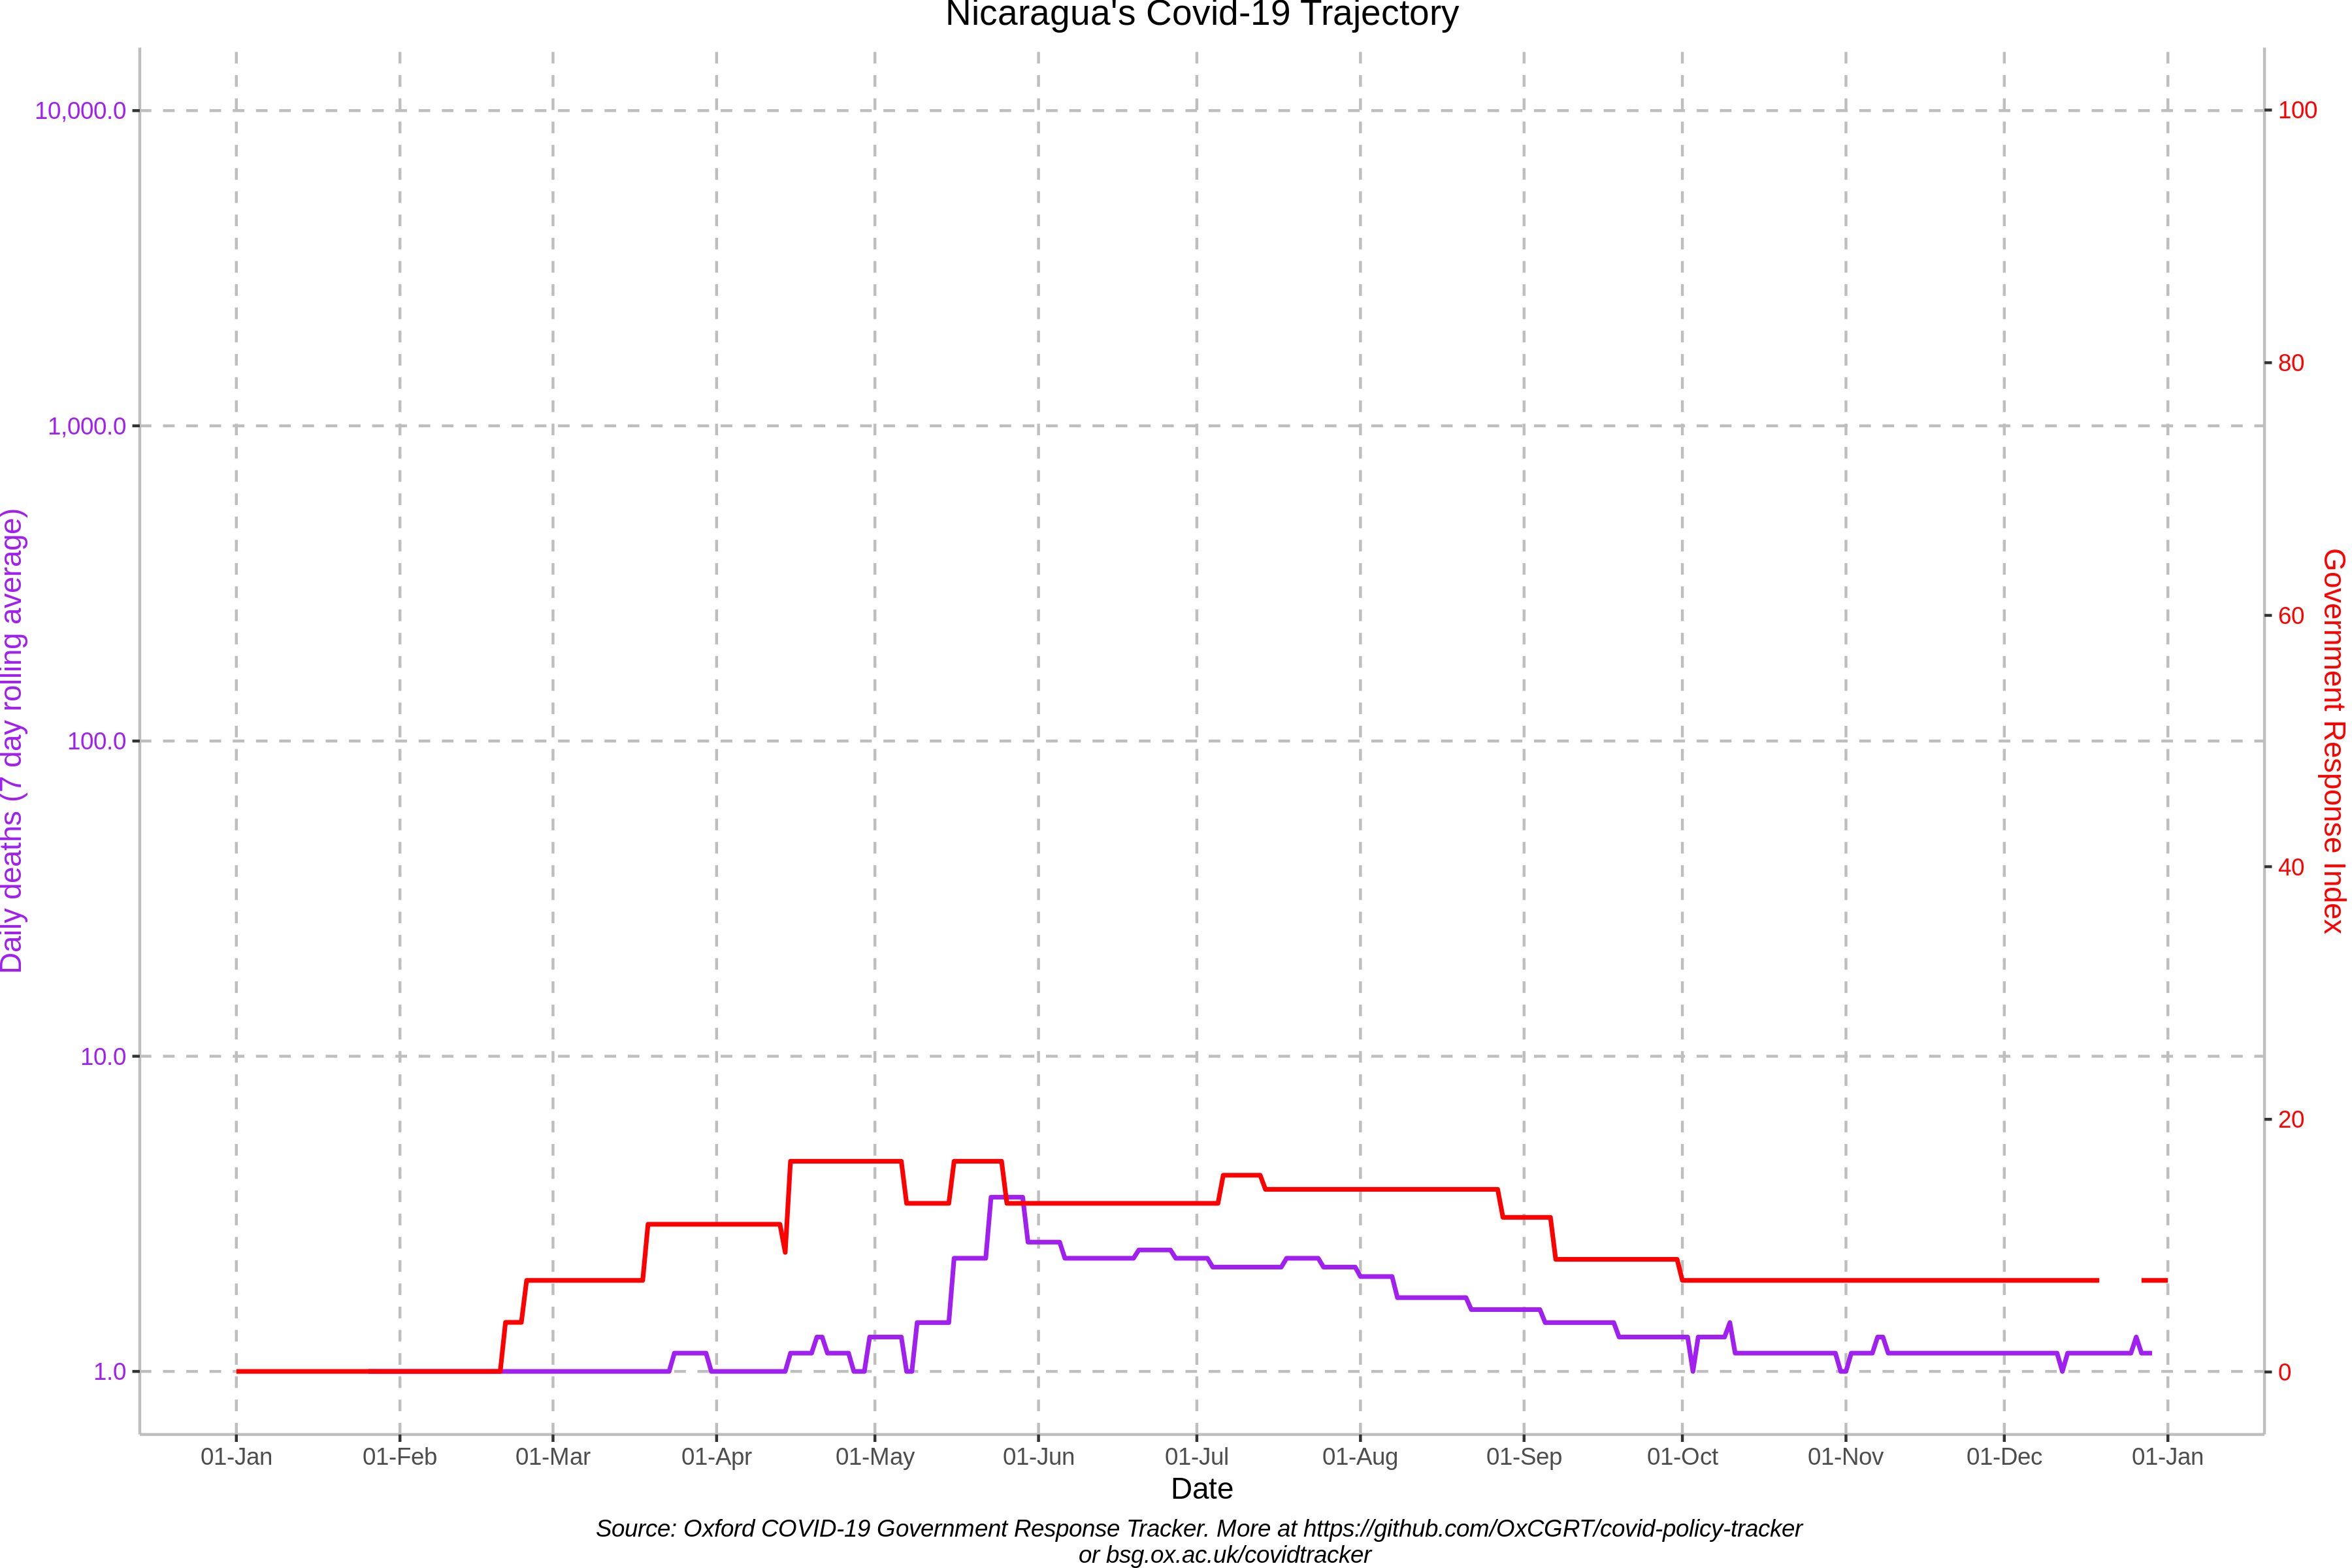 Nicaragua's Covid-19 Trajectory
10,000.0
1,000.0
100.0
10.0
1.0
Daily deaths (7 day rolling average)
100
80
60
40
20
0
Government Response Index
01-Jan 01-Feb 01-Mar 01-Apr 01-May 01-Jun 01-Jul 01-Aug 01-Sep 01-Oct 01-Nov 01-Dec 01-Jan
Date
Source: Oxford COVID-19 Government Response Tracker. More at https://github.com/OxCGRT/covid-policy-tracker
or bsg.ox.ac.uk/covidtracker